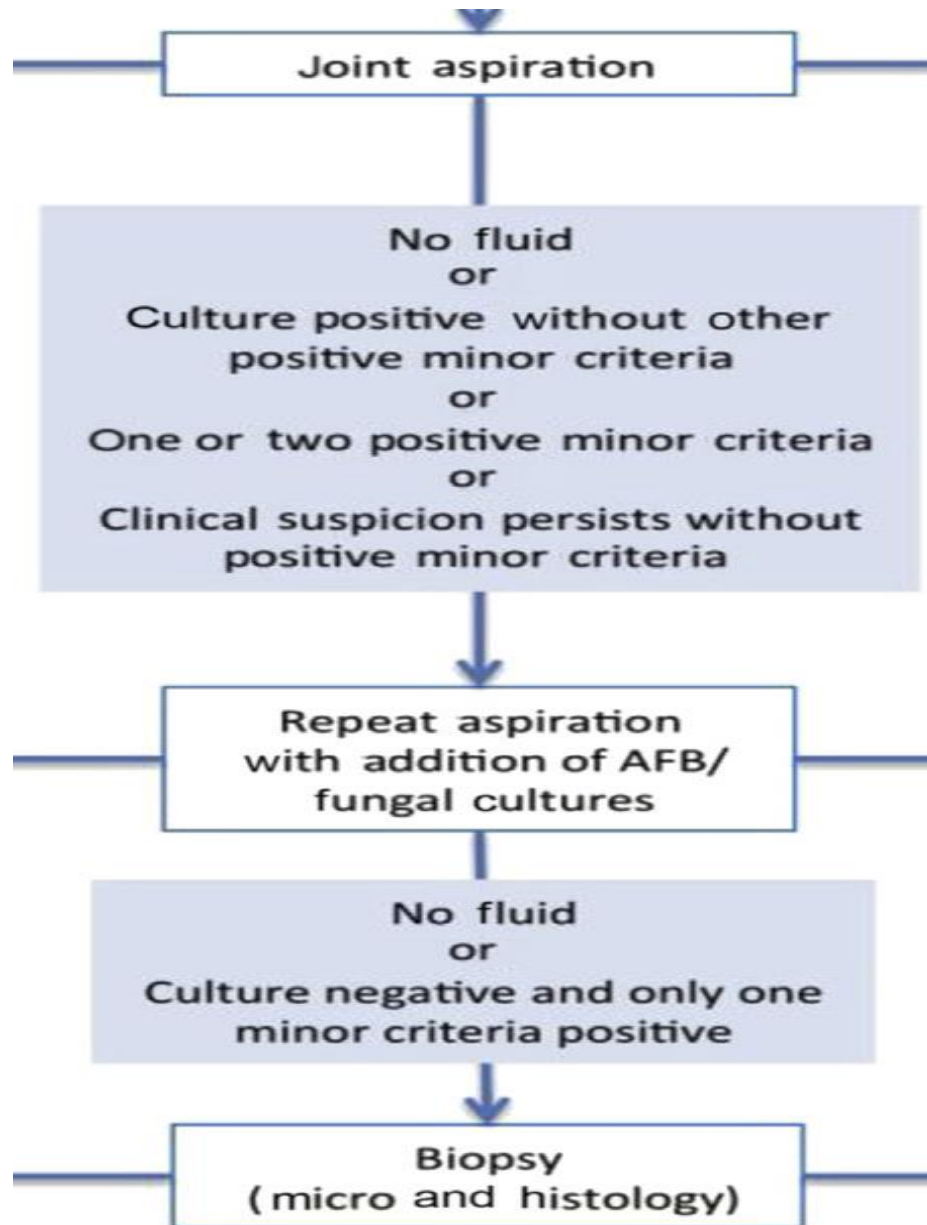 Joint aspiration
No fluid
or
Culture positive without other
positive minor criteria
or
One or two positive minor criteria
or
Clinical suspicion persists without
positive minor criteria
Repeat aspiration
with addition of AFB/
fungal cultures
No fluid
or
Culture negative and only one
minor criteria positive
Biopsy
(micro and histology)